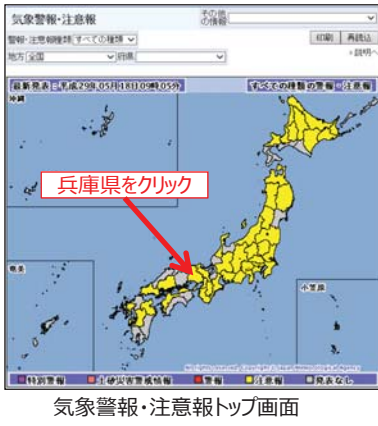 気象警報・注意報
その他の情報
警報・注意報種類 すべての種類
印刷 再読込
地方 全国 府県
説明へ
最新発表：平成29年05月18日09時05分 すべての種類の警報・注意報
沖縄
兵庫県をクリック
奄美
小笠原
特別警報 土砂災害警戒情報 警報 注意報 発表なし
気象警報・注意報トップ画面